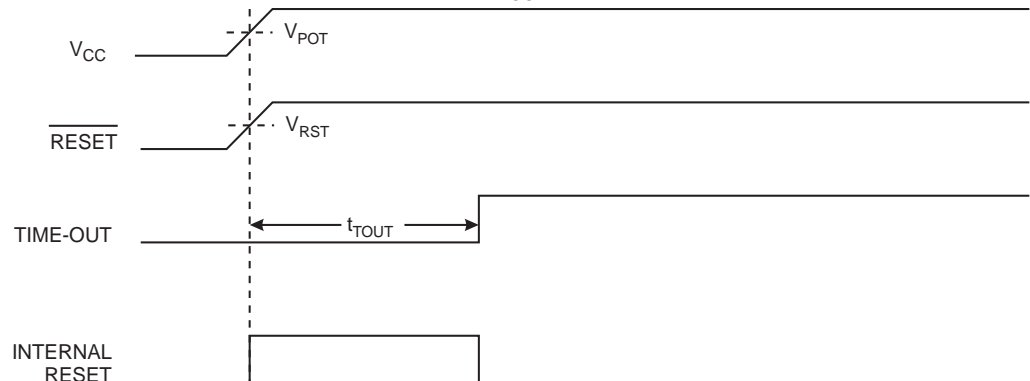 V_POT
V_CC
V_RST
RESET
t_TOUT
TIME-OUT
INTERNAL
RESET